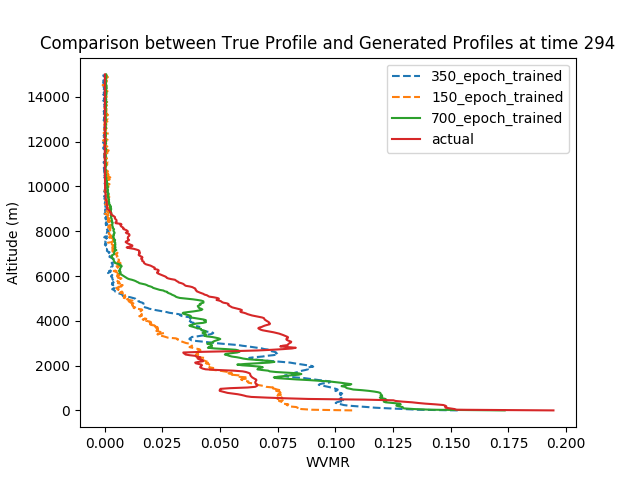 Comparison between True Profile and Generated Profiles at time 294
350_epoch_trained
150_epoch_trained
700_epoch_trained
actual
14000
12000
10000
8000
6000
4000
2000
0
Altitude (m)
0.000 0.025 0.050 0.075 0.100 0.125 0.150 0.175 0.200
WVMR